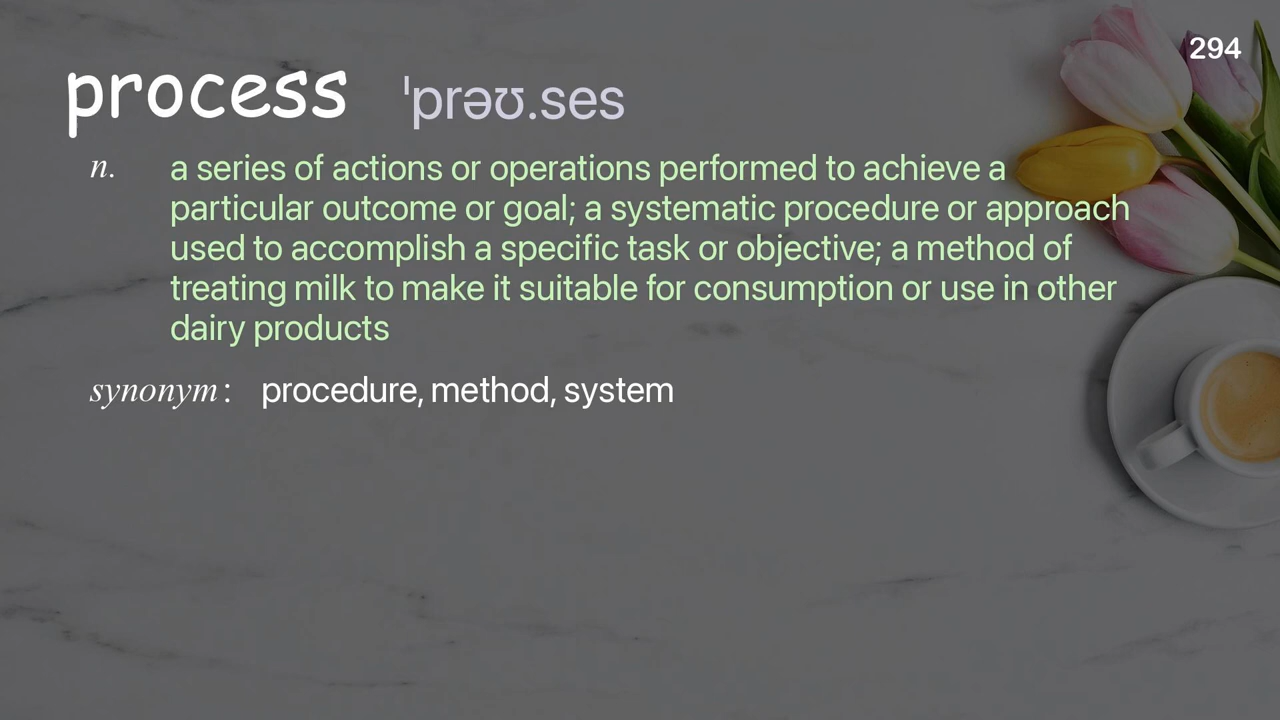 294
process ˈprəʊ.ses
n. a series of actions or operations performed to achieve a
particular outcome or goal; a systematic procedure or approach
used to accomplish a specific task or objective; a method of
treating milk to make it suitable for consumption or use in other
dairy products
synonym: procedure, method, system